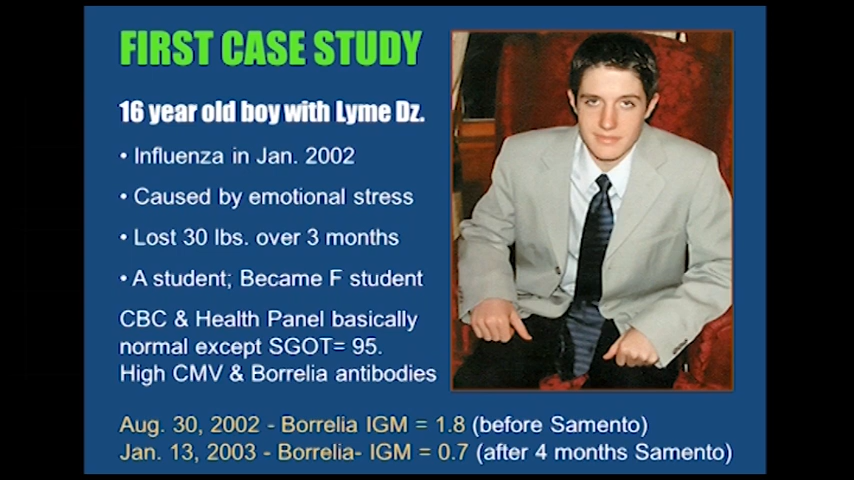 FIRST CASE STUDY
16 year old boy with Lyme Dz.
• Influenza in Jan. 2002
• Caused by emotional stress
• Lost 30 lbs. over 3 months
• A student; Became F student
CBC & Health Panel basically
normal except SGOT= 95.
High CMV & Borrelia antibodies
Aug. 30, 2002 - Borrelia IGM = 1.8 (before Samento)
Jan. 13, 2003 - Borrelia- IGM = 0.7 (after 4 months Samento)